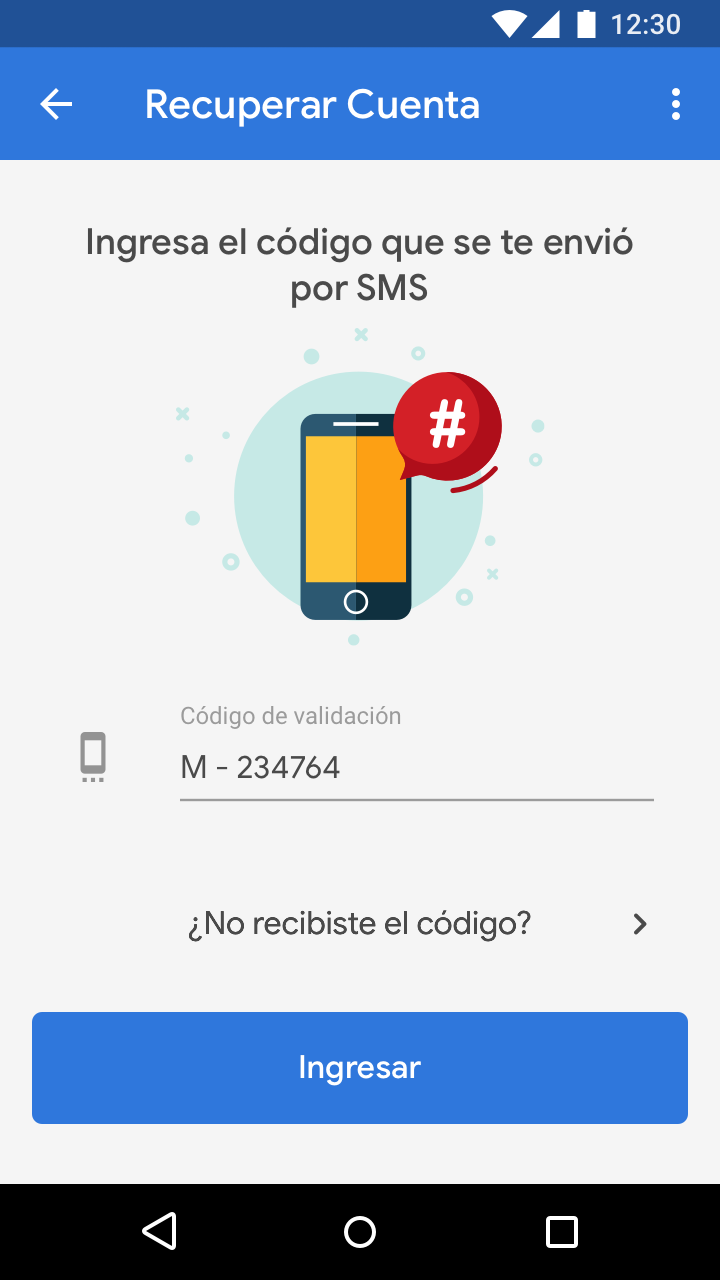 12:30
Recuperar Cuenta
Ingresa el código que se te envió
por SMS
#
Código de validación
M - 234764
¿No recibiste el código?
Ingresar